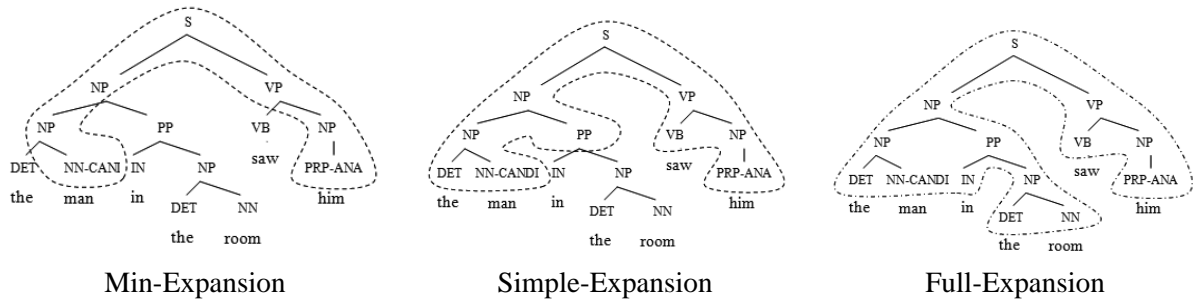 S
NP VP
NP PP VB NP
saw
DET NN-CANI IN NP PRP-ANA
the man in him
DET NN
the room
Min-Expansion
S
NP VP
NP PP VB NP
saw
DET NN-CANDI IN NP PRP-ANA
the man in him
DET NN
the room
Simple-Expansion
S
NP VP
NP PP VB NP
saw
DET NN-CANDI IN NP PRP-ANA
the man in him
DET NN
the room
Full-Expansion